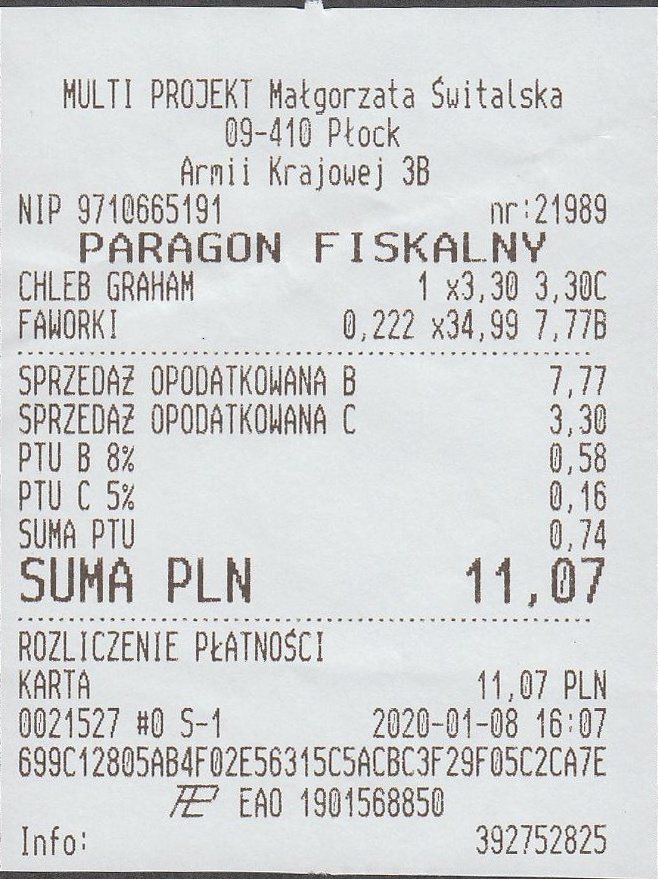 MULTI PROJEKT Małgorzata Świtalska
09-410 Płock
Armii Krajowej 3B
NIP 9710665191 nr:21989
PARAGON FISKALNY
CHLEB GRAHAM 1 x3,30 3,30C
FAWORKI 0,222 x34,99 7,77B
SPRZEDAŻ OPODATKOWANA B 7,77
SPRZEDAŻ OPODATKOWANA C 3,30
PTU B 8% 0,58
PTU C 5% 0,16
SUMA PTU 0,74
SUMA PLN 11,07
ROZLICZENIE PŁATNOŚCI
KARTA 11,07 PLN
0021527 #0 S-1 2020-01-08 16:07
699C12805AB4F02E56315C5ACBC3F29F05C2CA7E
EAO 1901568850
Info: 392752825